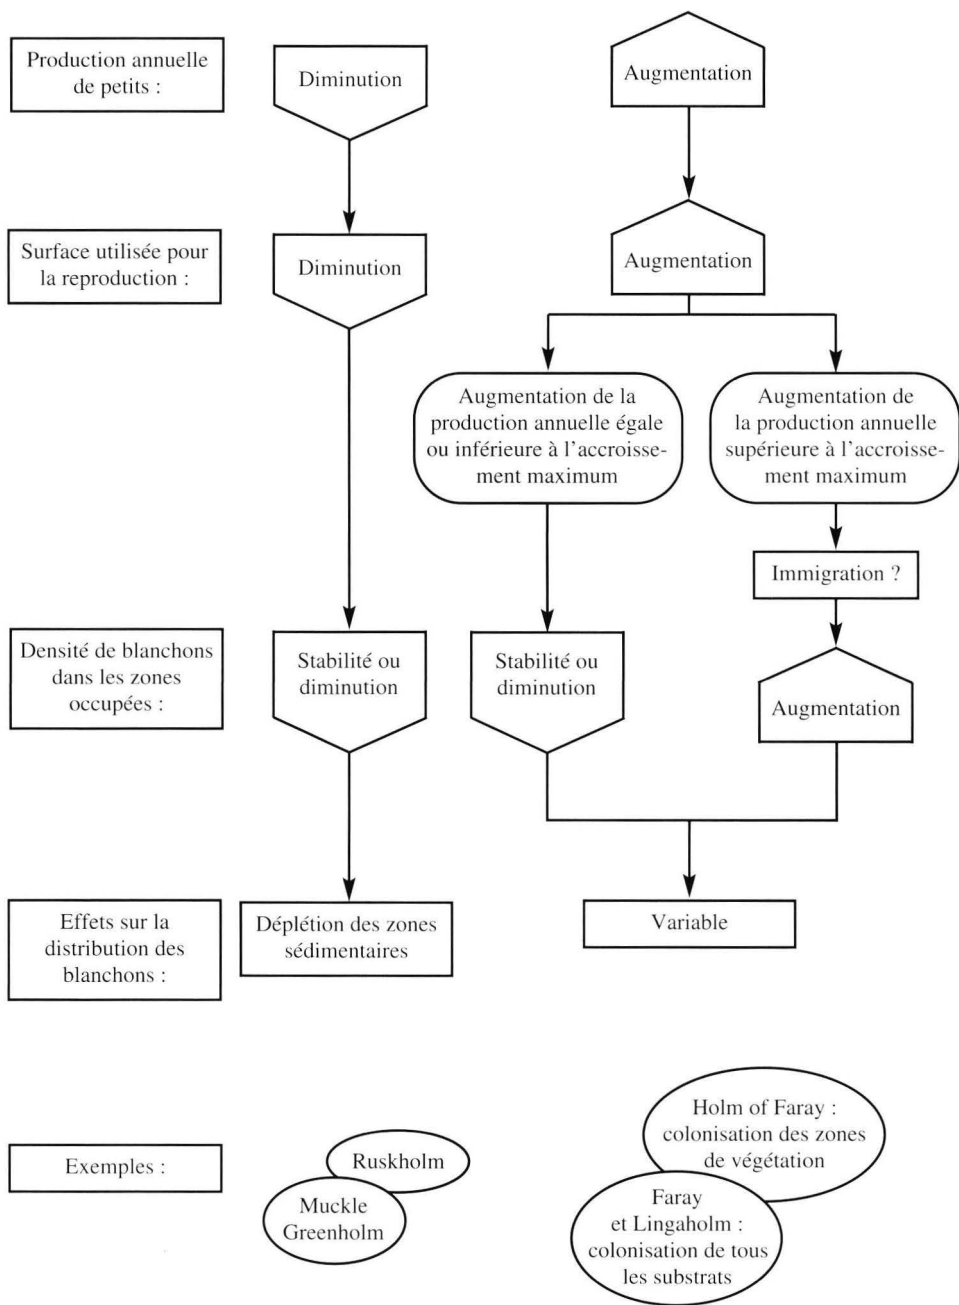 Production annuelle
de petits :
Diminution
Augmentation
Surface utilisée pour
la reproduction :
Diminution
Augmentation
Augmentation de la
production annuelle égale
ou inférieure à l'accroisse-
ment maximum
Augmentation de
la production annuelle
supérieure à l'accroisse-
ment maximum
Immigration ?
Densité de blanchons
dans les zones
occupées :
Stabilité ou
diminution
Stabilité ou
diminution
Augmentation
Effets sur la
distribution des
blanchons :
Déplétion des zones
sédimentaires
Variable
Exemples :
Ruskholm
Muckle
Greenholm
Holm of Faray :
colonisation des zones
de végétation
Faray
et Lingaholm :
colonisation de tous
les substrats